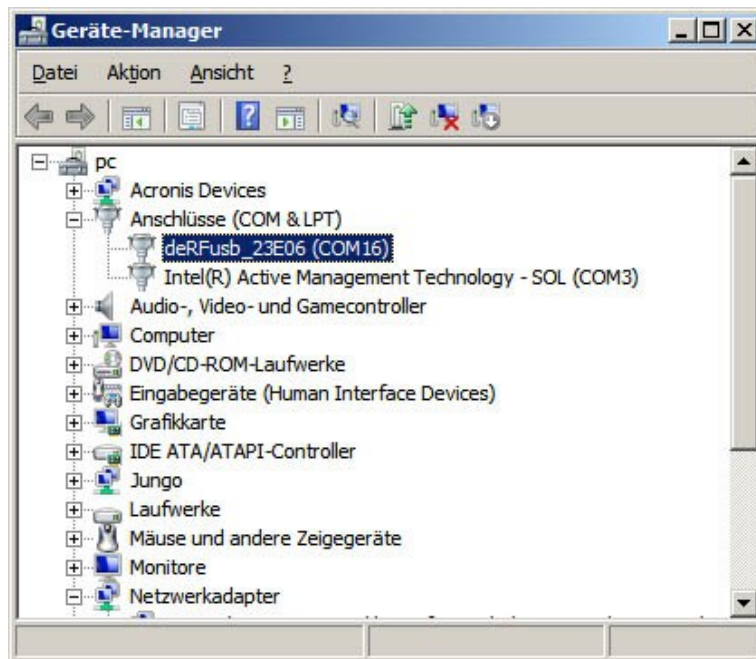 Geräte-Manager
Datei Aktion Ansicht ?
pc
Acronis Devices
Anschlüsse (COM & LPT)
deRFusb_23E06 (COM16)
Intel(R) Active Management Technology - SOL (COM3)
Audio-, Video- und Gamecontroller
Computer
DVD/CD-ROM-Laufwerke
Eingabegeräte (Human Interface Devices)
Grafikkarte
IDE ATA/ATAPI-Controller
Jungo
Laufwerke
Mäuse und andere Zeigegeräte
Monitore
Netzwerkadapter